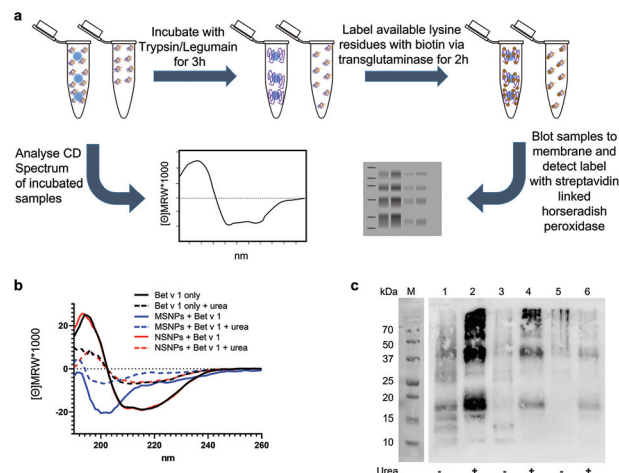 a
Incubate with
Trypsin/Legumain
for 3h
Label available lysine
residues with biotin via
transglutaminase for 2h
Analyse CD
Spectrum
of incubated
samples
[Θ]MRW*1000
nm
Blot samples to
membrane and
detect label
with streptavidin
linked
horseradish
peroxidase
b
Bet v 1 only
Bet v 1 only + urea
MSNPs + Bet v 1
MSNPs + Bet v 1 + urea
NSNPs + Bet v 1
NSNPs + Bet v 1 + urea
[Θ]MRW*1000
20
0
-20
200 220 240 260
nm
c
kDa M 1 2 3 4 5 6
70
50
37
25
20
15
10
Urea - + - + - +